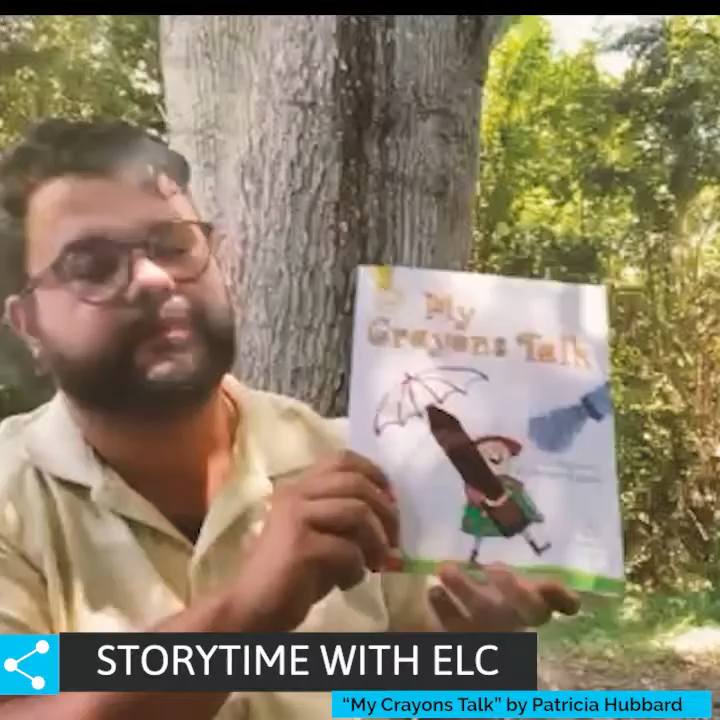 My
Crayons Talk
STORYTIME WITH ELC
“My Crayons Talk” by Patricia Hubbard